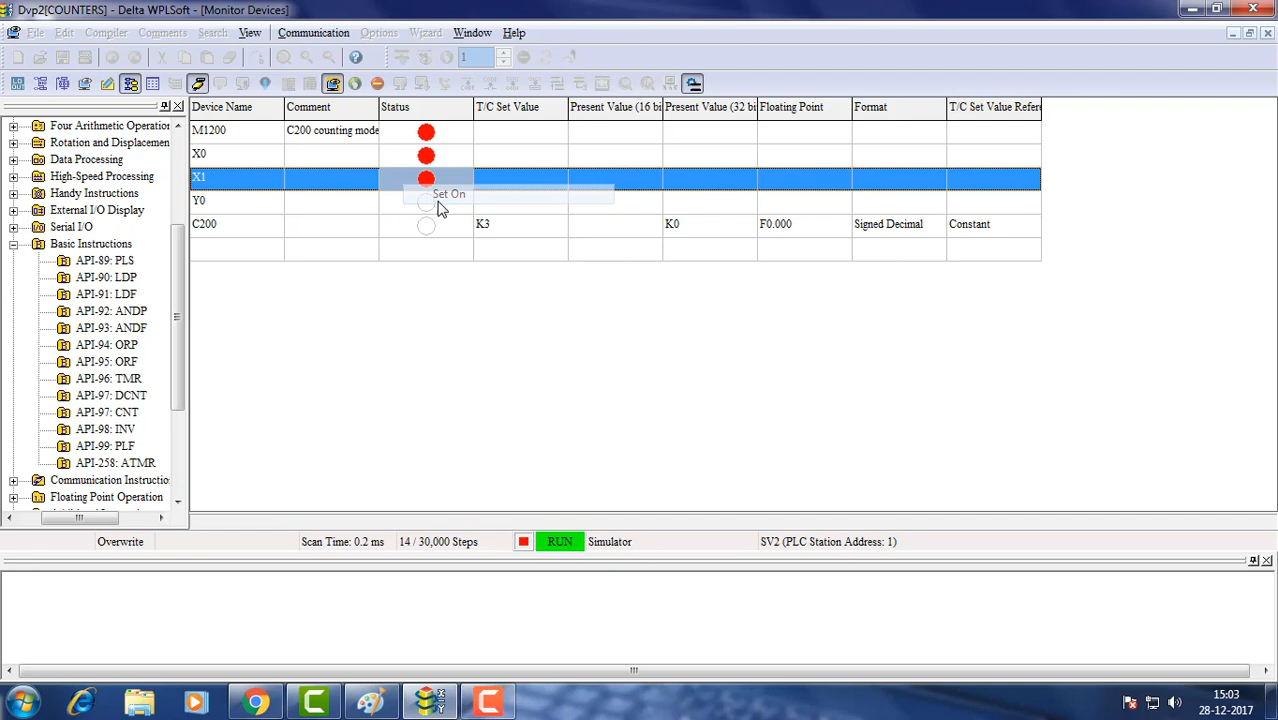 Dvp2[COUNTERS] - Delta WPLSoft - [Monitor Devices]
File Edit Compiler Comments Search View Communication Options Wizard Window Help
1
Device Name Comment Status T/C Set Value Present Value (16 bi Present Value (32 bi Floating Point Format T/C Set Value Refere
M1200 C200 counting mode
X0
X1
Set On
Y0
C200 K3 K0 F0.000 Signed Decimal Constant
Four Arithmetic Operation
Rotation and Displacemen
Data Processing
High-Speed Processing
Handy Instructions
External I/O Display
Serial I/O
Basic Instructions
API-89: PLS
API-90: LDP
API-91: LDF
API-92: ANDP
API-93: ANDF
API-94: ORP
API-95: ORF
API-96: TMR
API-97: DCNT
API-97: CNT
API-98: INV
API-99: PLF
API-258: ATMR
Communication Instructio
Floating Point Operation
Overwrite Scan Time: 0.2 ms 14 / 30,000 Steps RUN Simulator SV2 (PLC Station Address: 1)
15:03
28-12-2017